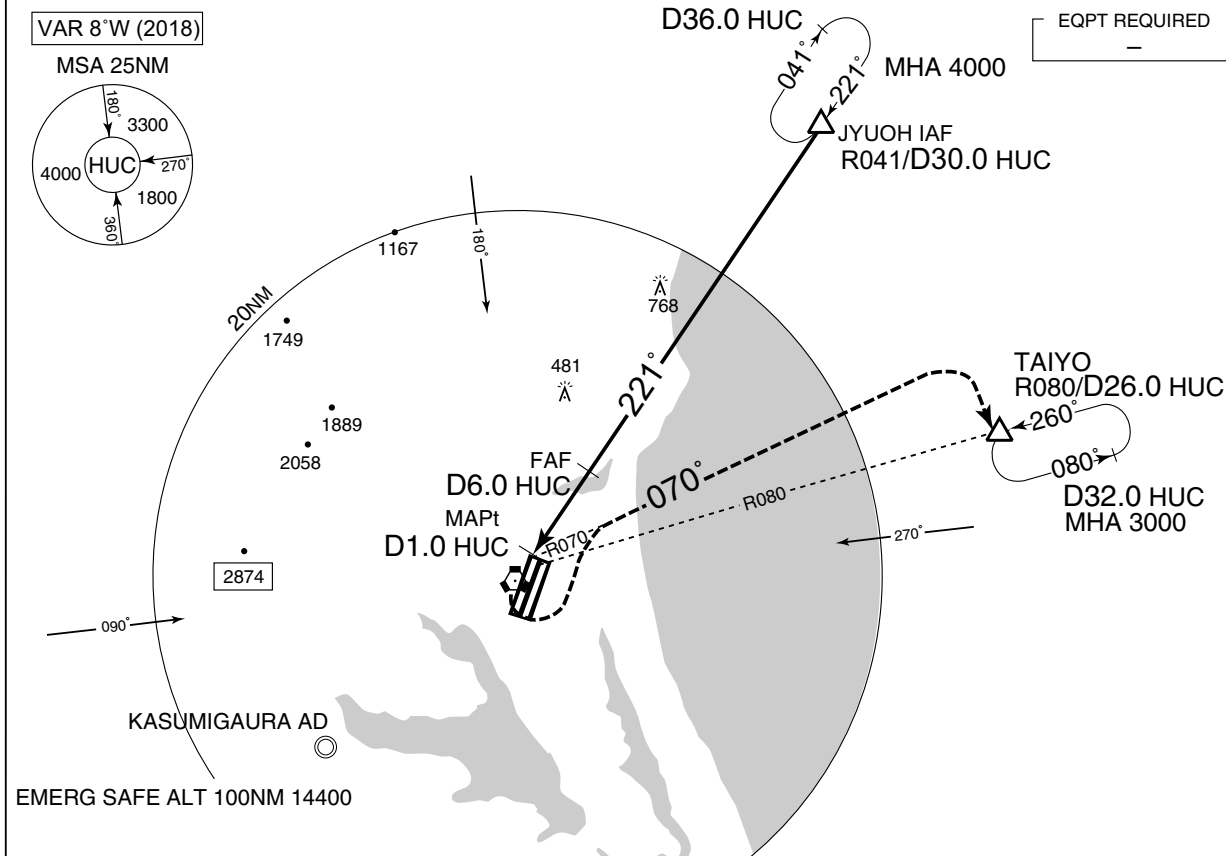 VAR 8°W (2018)
MSA 25NM
180°
3300
HUC
4000
270°
1800
360°
D36.0 HUC
041°
221°
MHA 4000
EQPT REQUIRED
–
JYUOH IAF
R041/D30.0 HUC
1167
180°
20NM
768
1749
481
221°
1889
2058
TAIYO
R080/D26.0 HUC
260°
080°
D32.0 HUC
MHA 3000
FAF
D6.0 HUC
070°
R080
MAPt
D1.0 HUC
R070
270°
2874
090°
KASUMIGAURA AD
EMERG SAFE ALT 100NM 14400